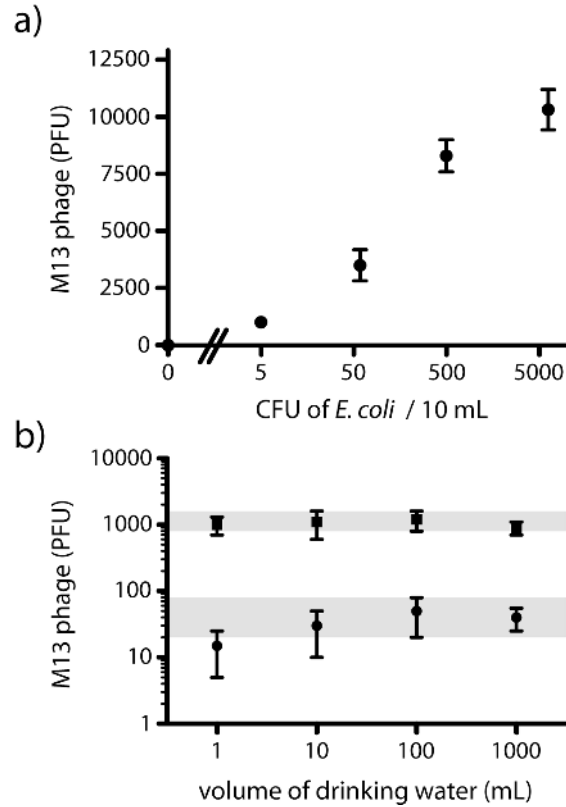 a)
M13 phage (PFU)
12500
10000
7500
5000
2500
0
0 5 50 500 5000
CFU of E. coli / 10 mL
b)
M13 phage (PFU)
10000
1000
100
10
1
1 10 100 1000
volume of drinking water (mL)